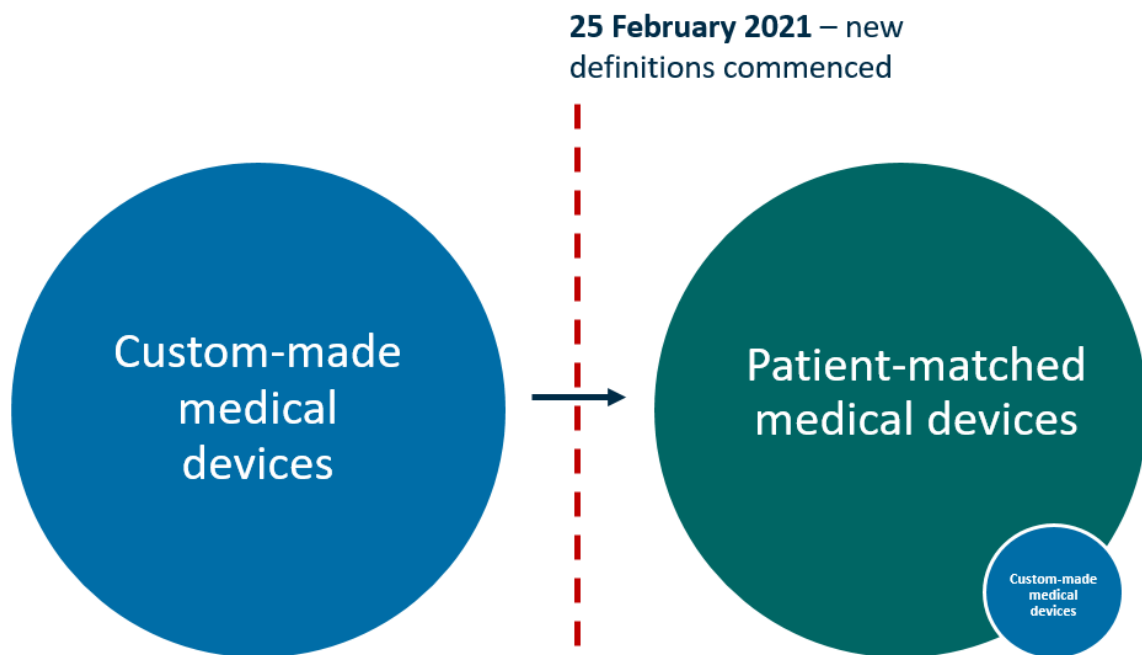 25 February 2021 – new
definitions commenced
Custom-made
medical
devices
Patient-matched
medical devices
Custom-made
medical
devices